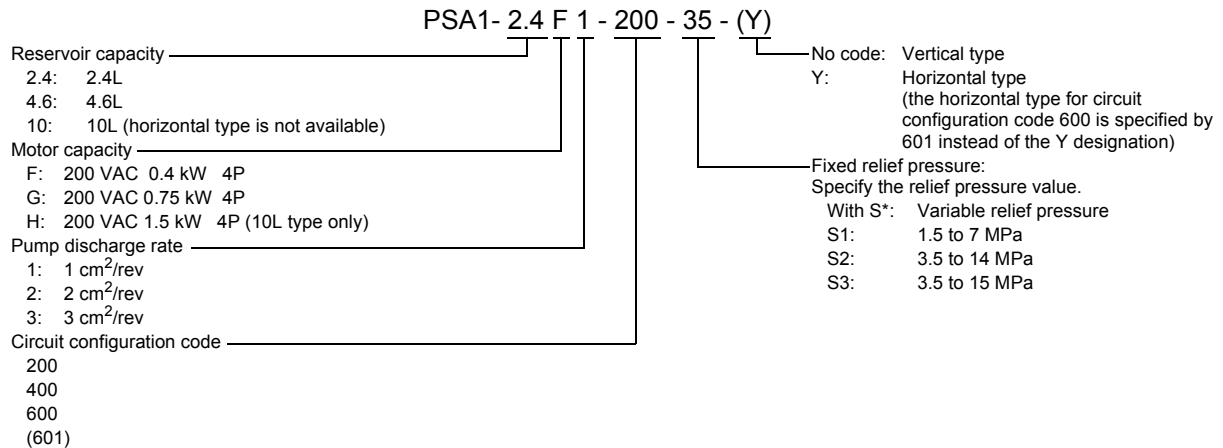 PSA1- 2.4 F 1 - 200 - 35 - (Y)
Reservoir capacity
2.4: 2.4L
4.6: 4.6L
10: 10L (horizontal type is not available)
Motor capacity
F: 200 VAC 0.4 kW 4P
G: 200 VAC 0.75 kW 4P
H: 200 VAC 1.5 kW 4P (10L type only)
Pump discharge rate
1: 1 cm²/rev
2: 2 cm²/rev
3: 3 cm²/rev
Circuit configuration code
200
400
600
(601)
No code: Vertical type
Y: Horizontal type
(the horizontal type for circuit
configuration code 600 is specified by
601 instead of the Y designation)
Fixed relief pressure:
Specify the relief pressure value.
With S*: Variable relief pressure
S1: 1.5 to 7 MPa
S2: 3.5 to 14 MPa
S3: 3.5 to 15 MPa